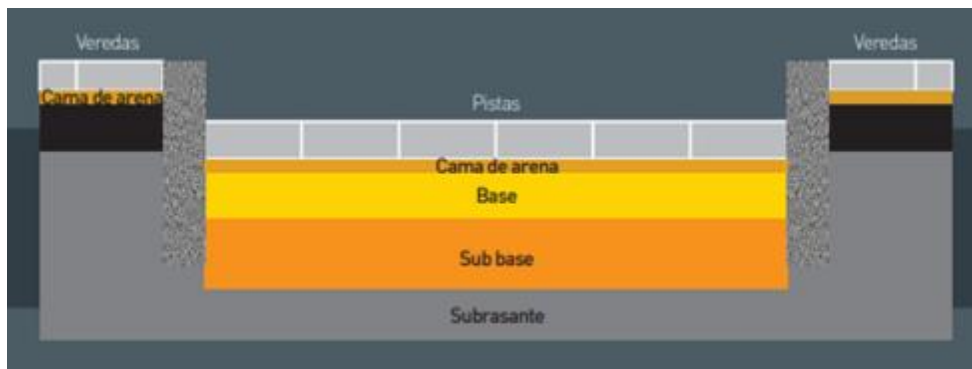 Veredas
Veredas
Cama de arena
Pistas
Cama de arena
Base
Sub base
Subrasante